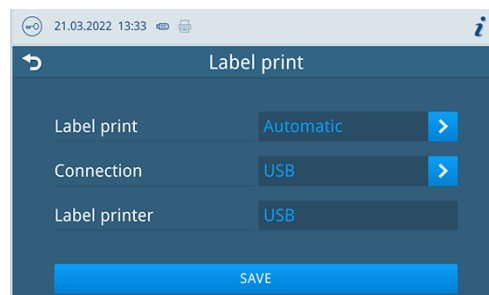 21.03.2022 13:33
i
Label print
Label print Automatic
Connection USB
Label printer USB
SAVE